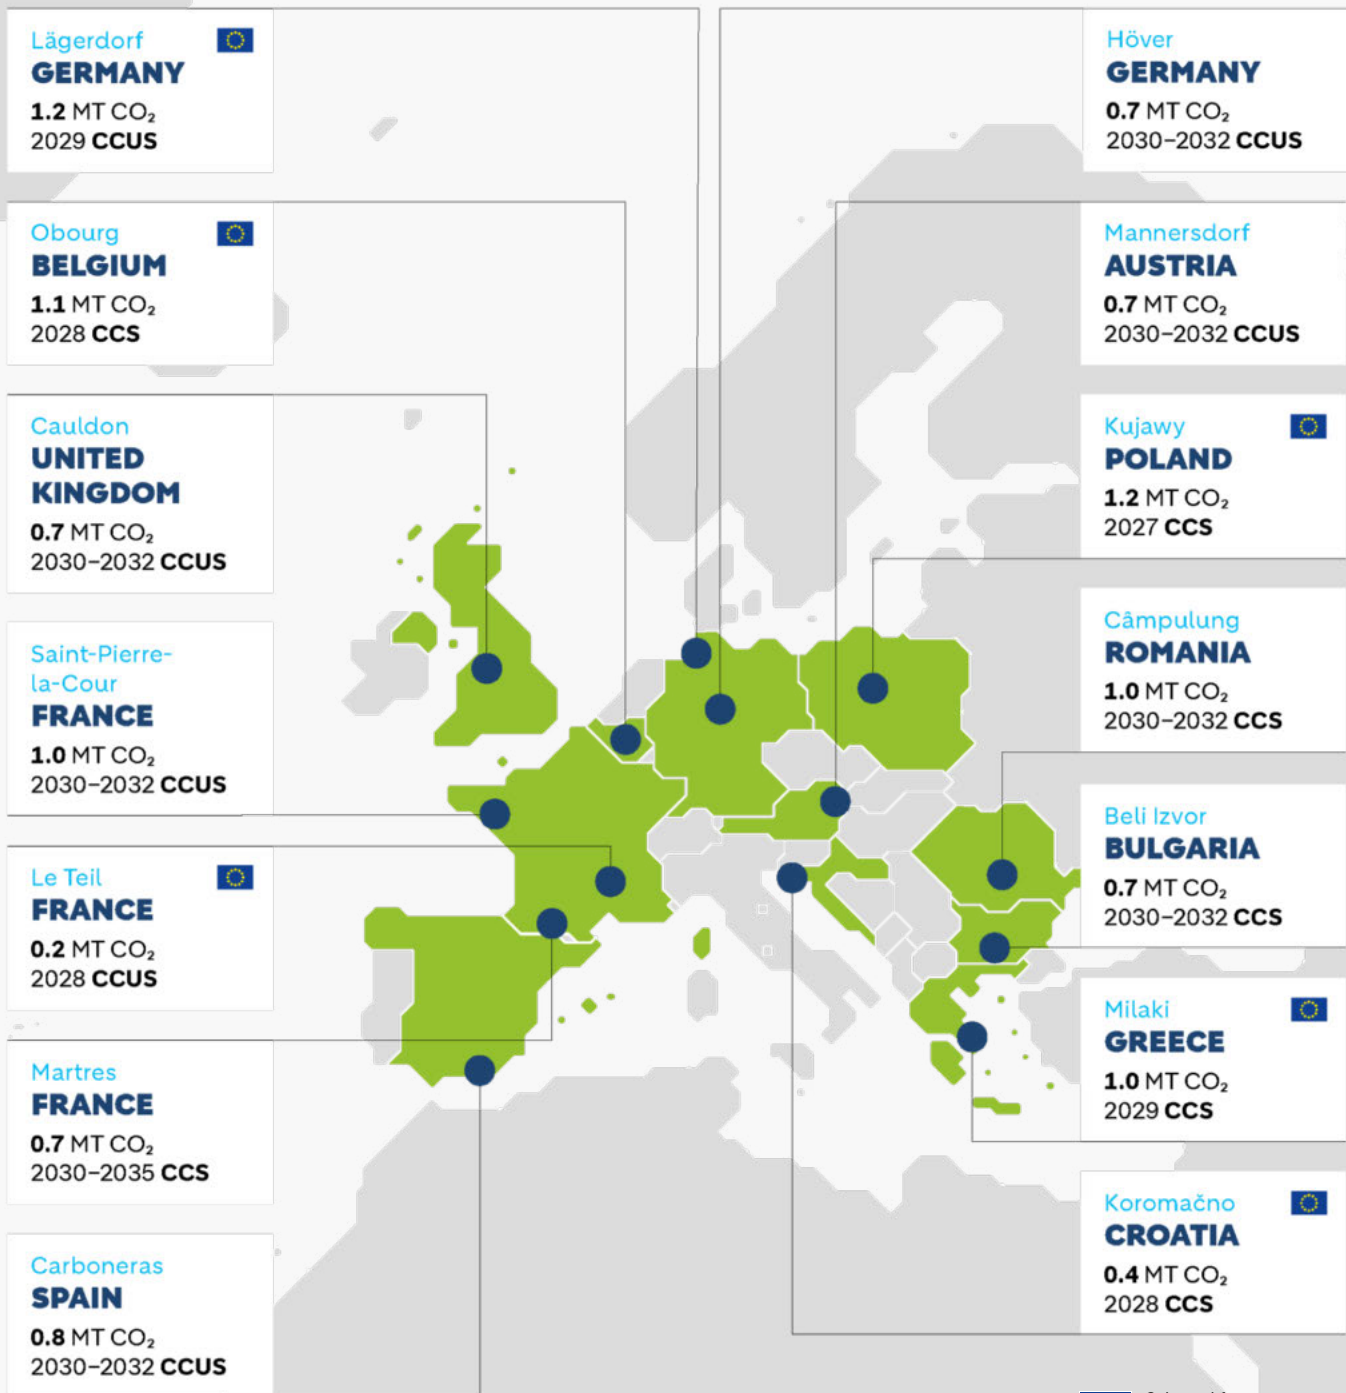 Lägerdorf
GERMANY
1.2 MT CO₂
2029 CCUS
Obourg
BELGIUM
1.1 MT CO₂
2028 CCS
Cauldon
UNITED
KINGDOM
0.7 MT CO₂
2030–2032 CCUS
Saint-Pierre-
la-Cour
FRANCE
1.0 MT CO₂
2030–2032 CCUS
Le Teil
FRANCE
0.2 MT CO₂
2028 CCUS
Martres
FRANCE
0.7 MT CO₂
2030–2035 CCS
Carboneras
SPAIN
0.8 MT CO₂
2030–2032 CCUS
Höver
GERMANY
0.7 MT CO₂
2030–2032 CCUS
Mannersdorf
AUSTRIA
0.7 MT CO₂
2030–2032 CCUS
Kujawy
POLAND
1.2 MT CO₂
2027 CCS
Câmpulung
ROMANIA
1.0 MT CO₂
2030–2032 CCS
Beli Izvor
BULGARIA
0.7 MT CO₂
2030–2032 CCS
Milaki
GREECE
1.0 MT CO₂
2029 CCS
Koromačno
CROATIA
0.4 MT CO₂
2028 CCS